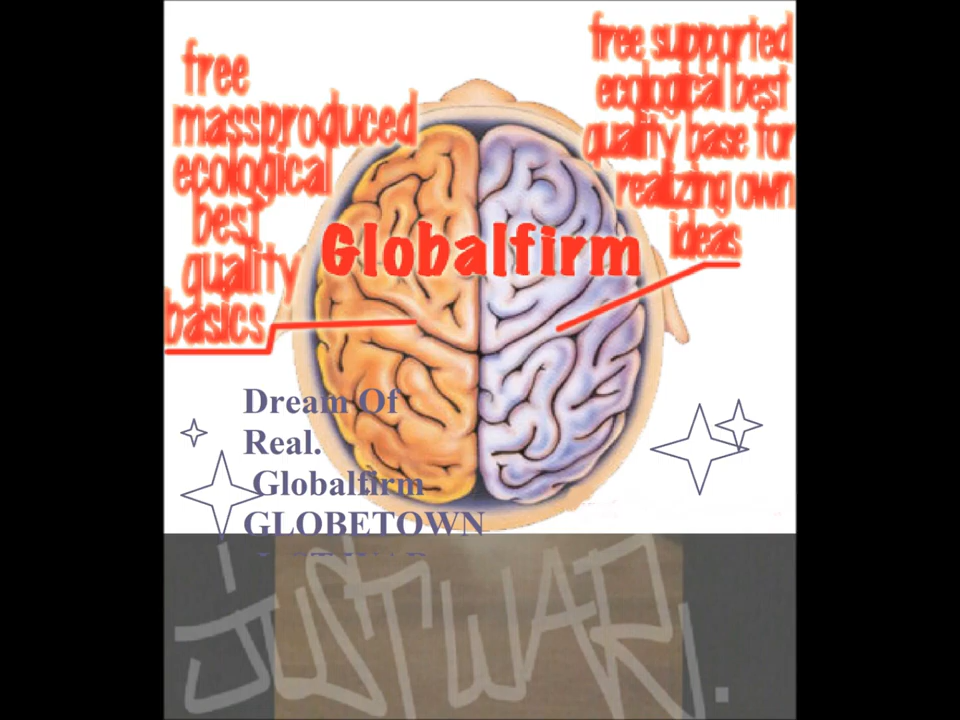 free
massproduced
ecological
best
quality
basics
free supported
ecological best
quality base for
realizing own
ideas
Globalfirm
Dream Of
Real.
Globalfirm
GLOBETOWN
JUSTWAR.